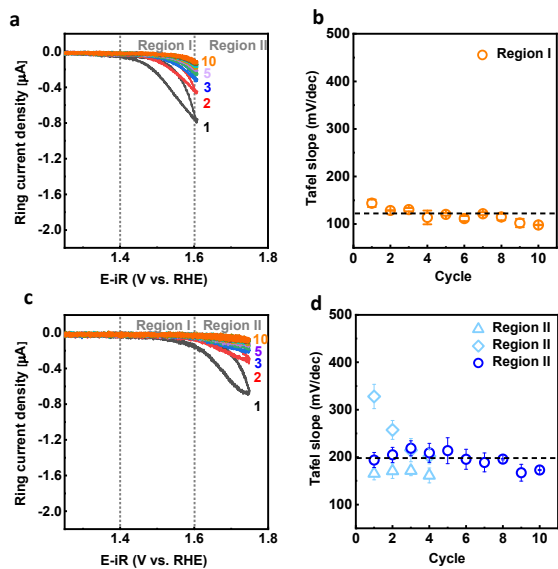 a
Ring current density [µA]
0.0
-0.4
-0.8
-1.2
-1.6
-2.0
Region I
Region II
10
5
3
2
1
1.4
1.6
1.8
E-iR (V vs. RHE)
b
Tafel slope (mV/dec)
500
400
300
200
100
Region I
0
2
4
6
8
10
Cycle
c
Ring current density [µA]
0.0
-0.4
-0.8
-1.2
-1.6
-2.0
Region I
Region II
10
5
3
2
1
1.4
1.6
1.8
E-iR (V vs. RHE)
d
Tafel slope (mV/dec)
500
400
300
200
100
Region II
Region II
Region II
0
2
4
6
8
10
Cycle